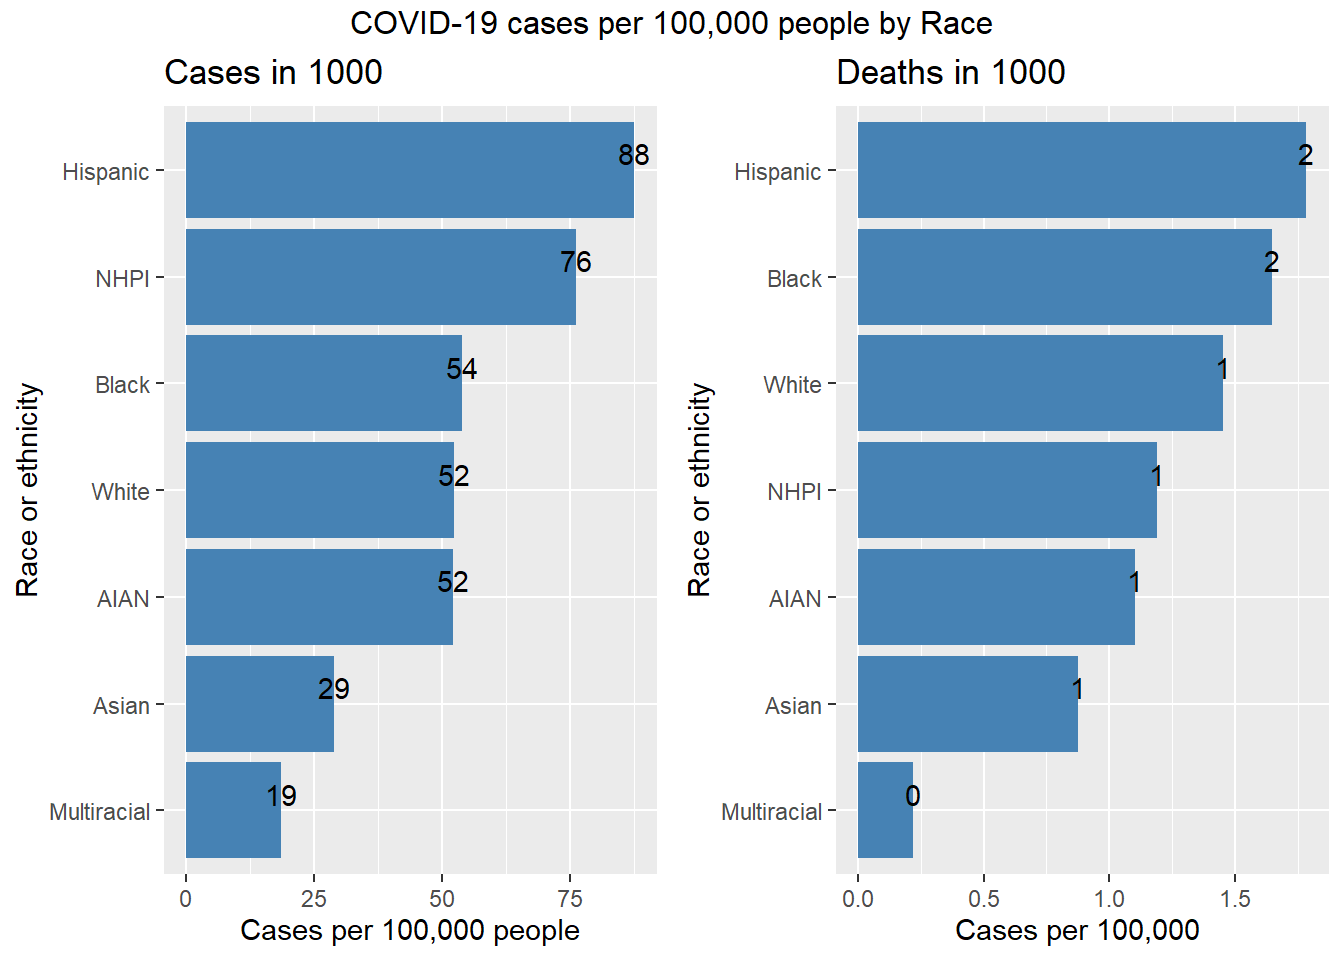 COVID-19 cases per 100,000 people by Race
Cases in 1000
Race or ethnicity
Hispanic 88
NHPI 76
Black 54
White 52
AIAN 52
Asian 29
Multiracial 19
0 25 50 75
Cases per 100,000 people
Deaths in 1000
Race or ethnicity
Hispanic 2
Black 2
White 1
NHPI 1
AIAN 1
Asian 1
Multiracial 0
0.0 0.5 1.0 1.5
Cases per 100,000